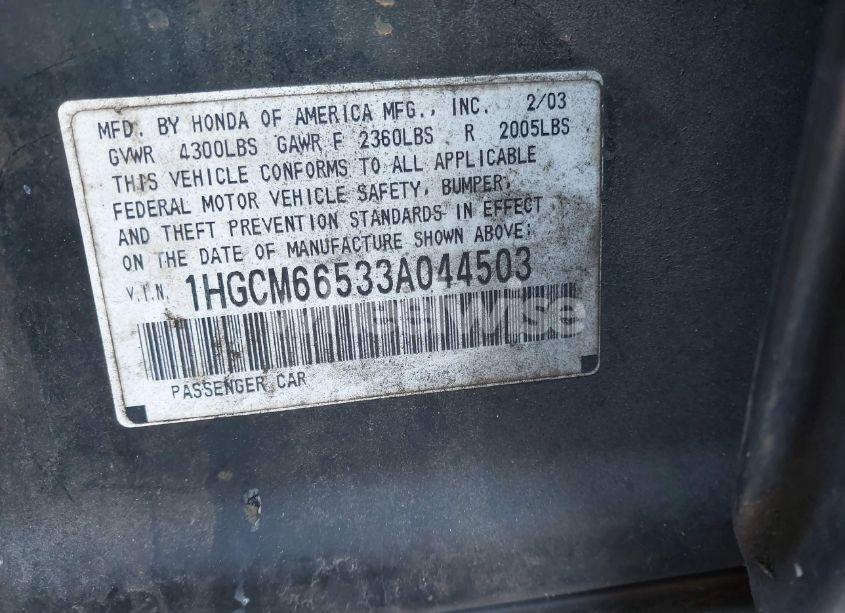 MFD. BY HONDA OF AMERICA MFG., INC. 2/03
GVWR 4300LBS GAWR F 2360LBS R 2005LBS
THIS VEHICLE CONFORMS TO ALL APPLICABLE
FEDERAL MOTOR VEHICLE SAFETY, BUMPER,
AND THEFT PREVENTION STANDARDS IN EFFECT
ON THE DATE OF MANUFACTURE SHOWN ABOVE;
V.I.N. 1HGCM66533A044503
wheelwise
PASSENGER CAR